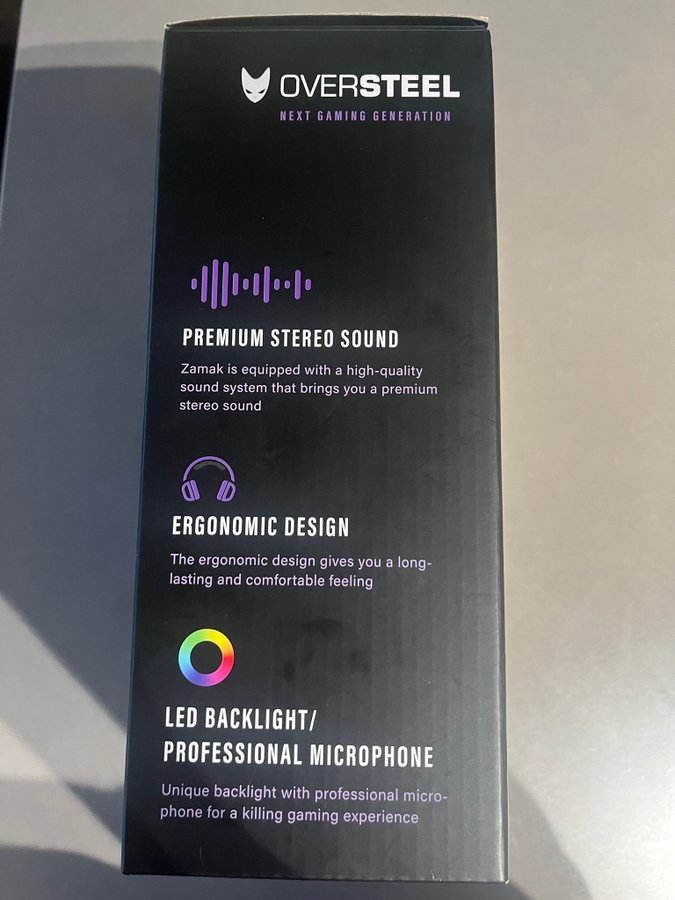 OVERSTEEL
NEXT GAMING GENERATION
PREMIUM STEREO SOUND
Zamak is equipped with a high-quality
sound system that brings you a premium
stereo sound
ERGONOMIC DESIGN
The ergonomic design gives you a long-
lasting and comfortable feeling
LED BACKLIGHT/
PROFESSIONAL MICROPHONE
Unique backlight with professional micro-
phone for a killing gaming experience